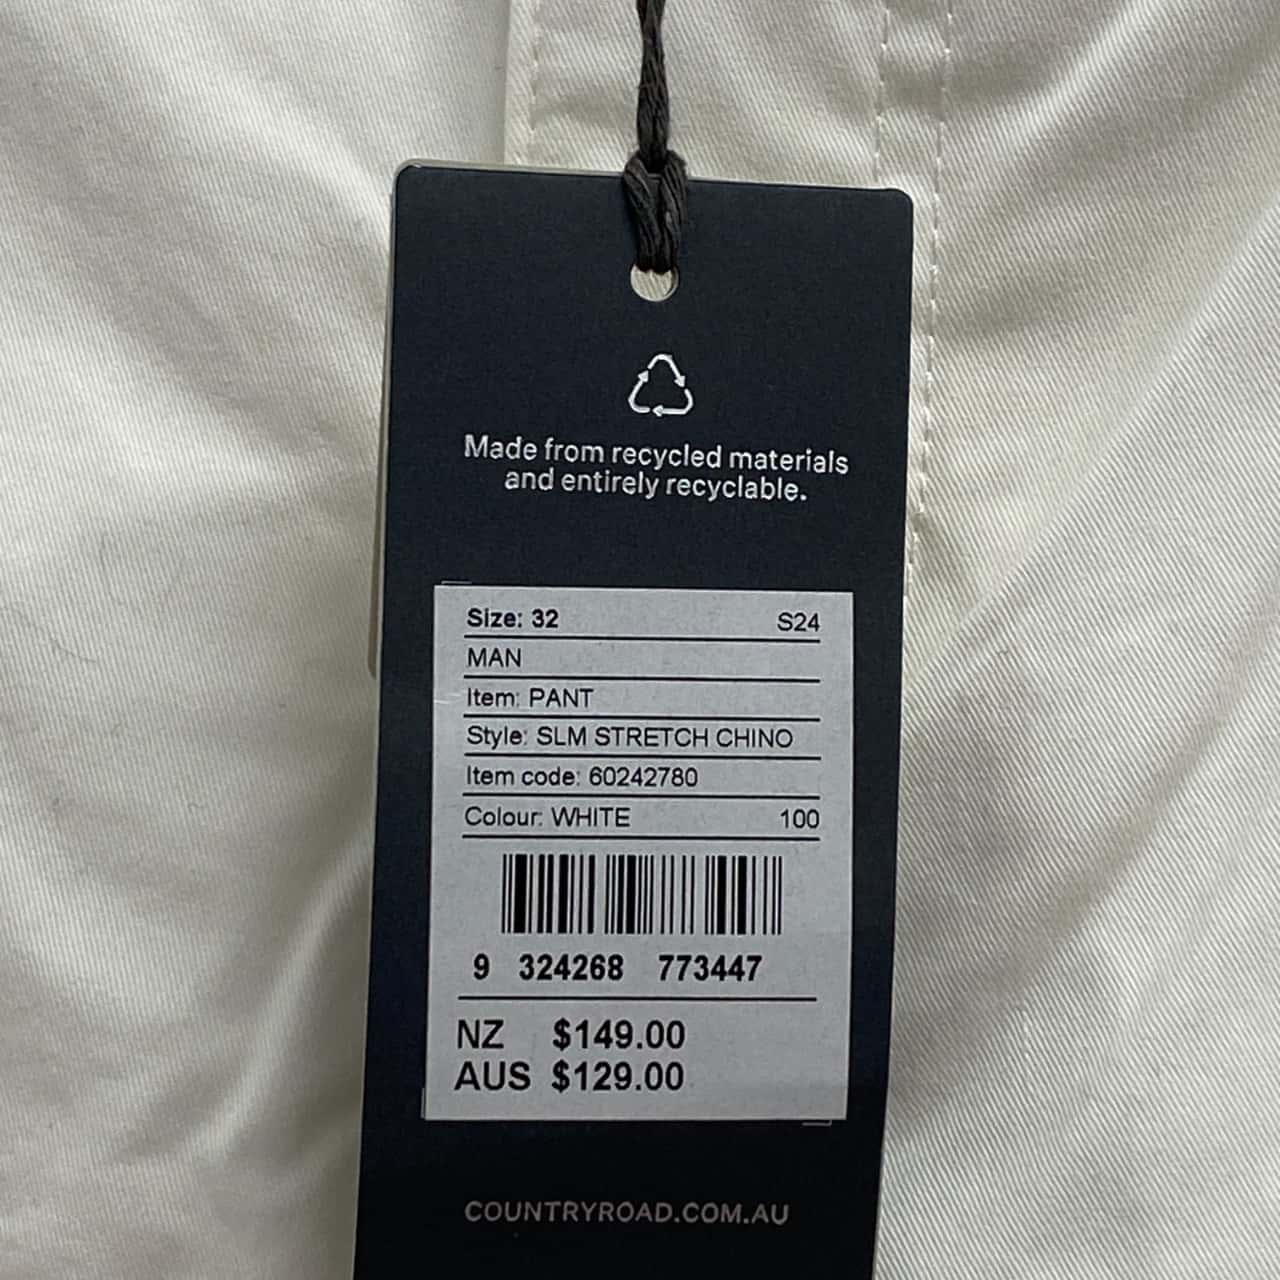 Made from recycled materials
and entirely recyclable.
Size: 32 S24
MAN
Item: PANT
Style: SLM STRETCH CHINO
Item code: 60242780
Colour: WHITE 100
9 324268 773447
NZ $149.00
AUS $129.00
COUNTRYROAD.COM.AU